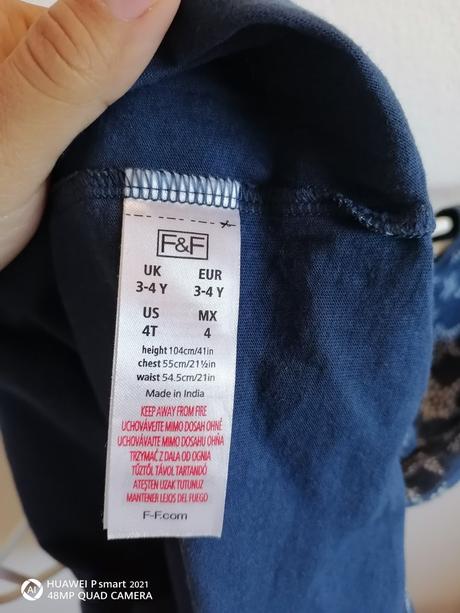 F&F
UK EUR
3-4 Y 3-4 Y
US MX
4T 4
height 104cm/41in
chest 55cm/21½in
waist 54.5cm/21in
Made in India
KEEP AWAY FROM FIRE
UCHOVÁVEJTE MIMO DOSAH OHNĚ
UCHOVÁVAJTE MIMO DOSAHU OHŇA
TRZYMAĆ Z DALA OD OGNIA
TŰZTŐL TÁVOL TARTANDÓ
ATEŞTEN UZAK TUTUNUZ
MANTENER LEJOS DEL FUEGO
F-F.com
AI
HUAWEI P smart 2021
48MP QUAD CAMERA